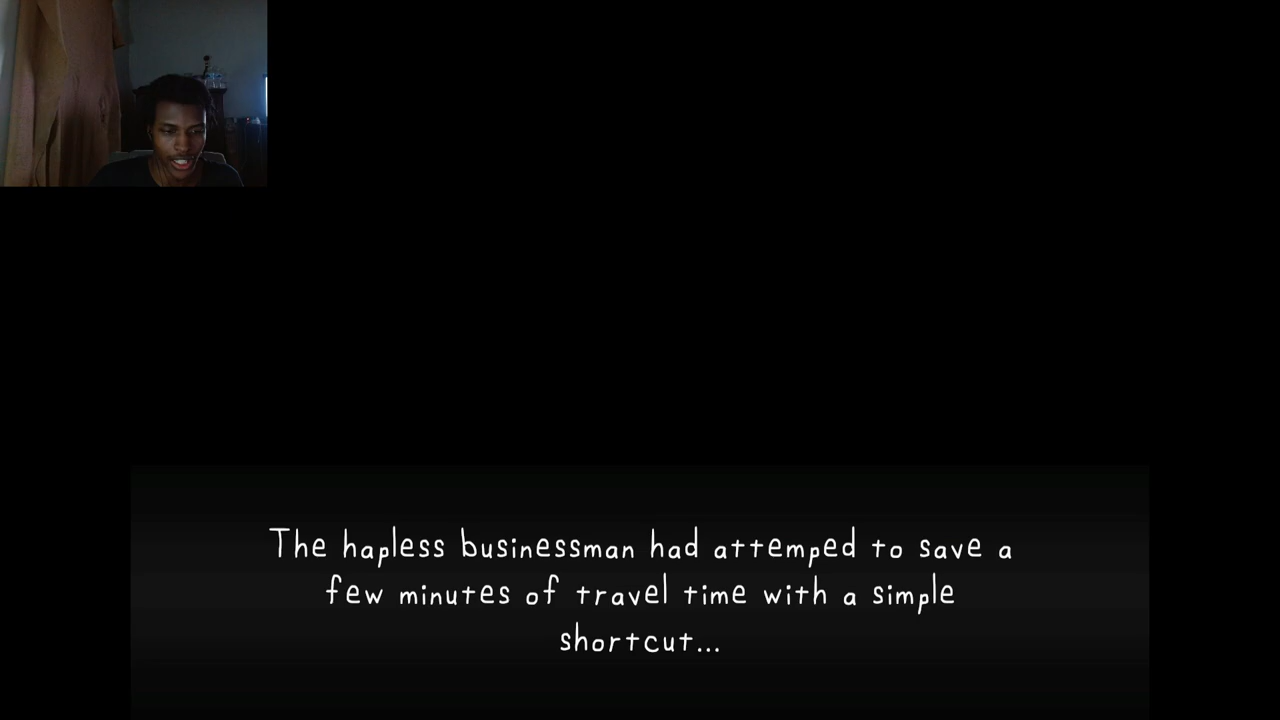 The hapless businessman had attemped to save a
few minutes of travel time with a simple
shortcut...